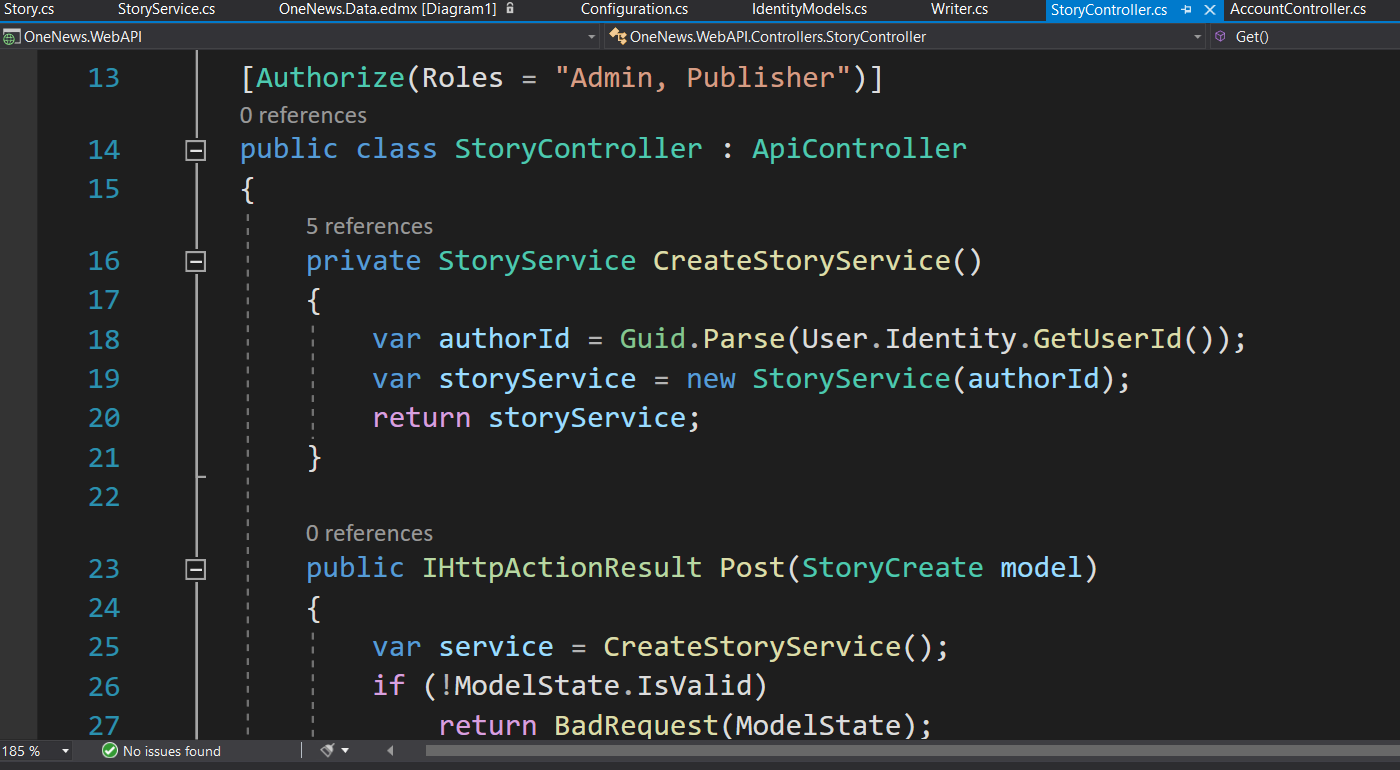 Story.cs StoryService.cs OneNews.Data.edmx [Diagram1] Configuration.cs IdentityModels.cs Writer.cs StoryController.cs AccountController.cs
OneNews.WebAPI OneNews.WebAPI.Controllers.StoryController Get()
13 [Authorize(Roles = "Admin, Publisher")]
0 references
14 public class StoryController : ApiController
15 {
5 references
16 private StoryService CreateStoryService()
17 {
18 var authorId = Guid.Parse(User.Identity.GetUserId());
19 var storyService = new StoryService(authorId);
20 return storyService;
21 }
22
0 references
23 public IHttpActionResult Post(StoryCreate model)
24 {
25 var service = CreateStoryService();
26 if (!ModelState.IsValid)
27 return BadRequest(ModelState);
185 % No issues found